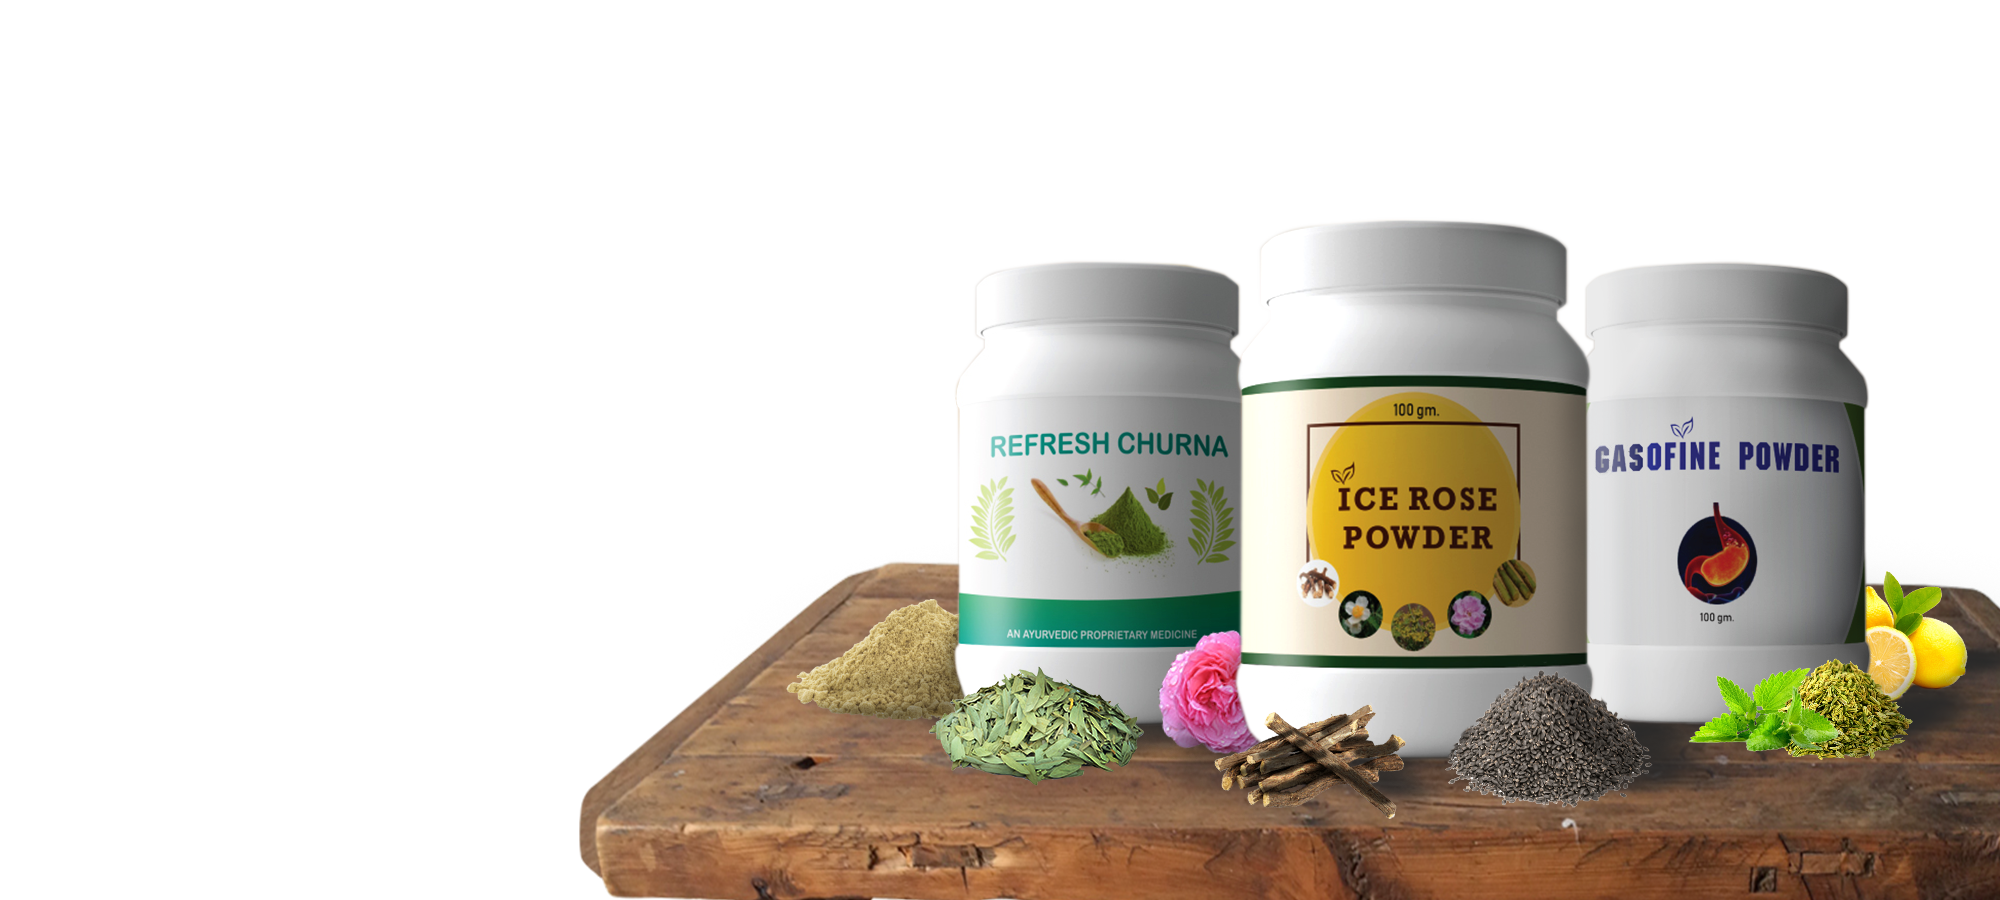 REFRESH CHURNA
AN AYURVEDIC PROPRIETARY MEDICINE
100 gm.
ICE ROSE
POWDER
GASOFINE POWDER
100 gm.